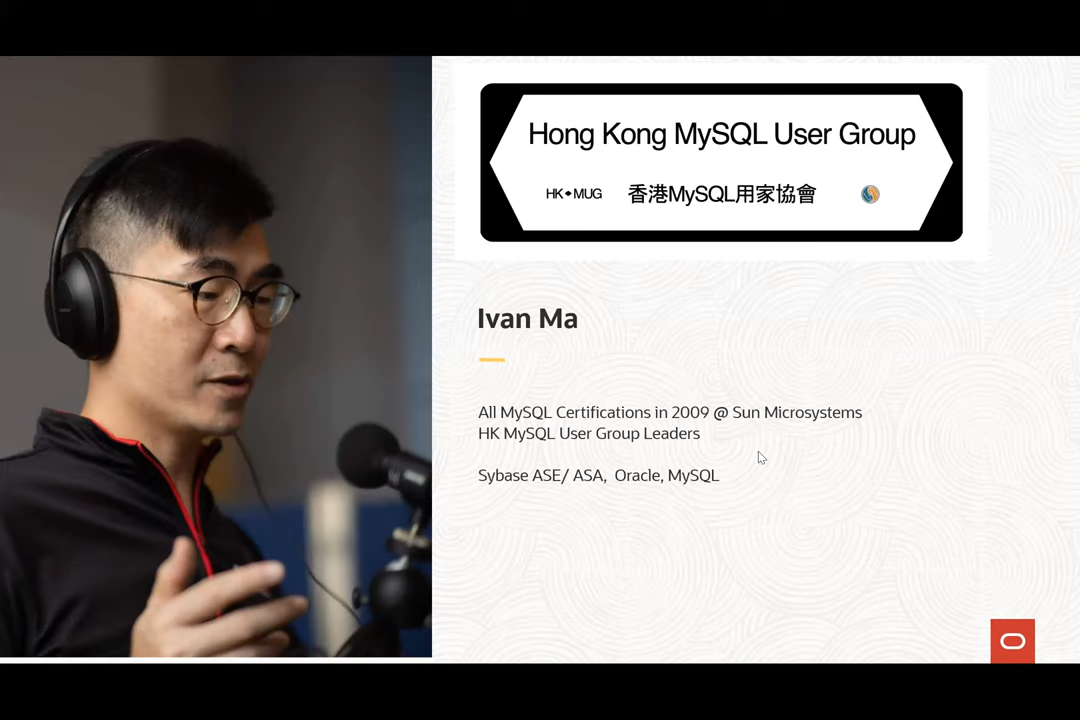 Hong Kong MySQL User Group
HK◆MUG 香港MySQL用家協會
Ivan Ma
All MySQL Certifications in 2009 @ Sun Microsystems
HK MySQL User Group Leaders
Sybase ASE/ ASA, Oracle, MySQL